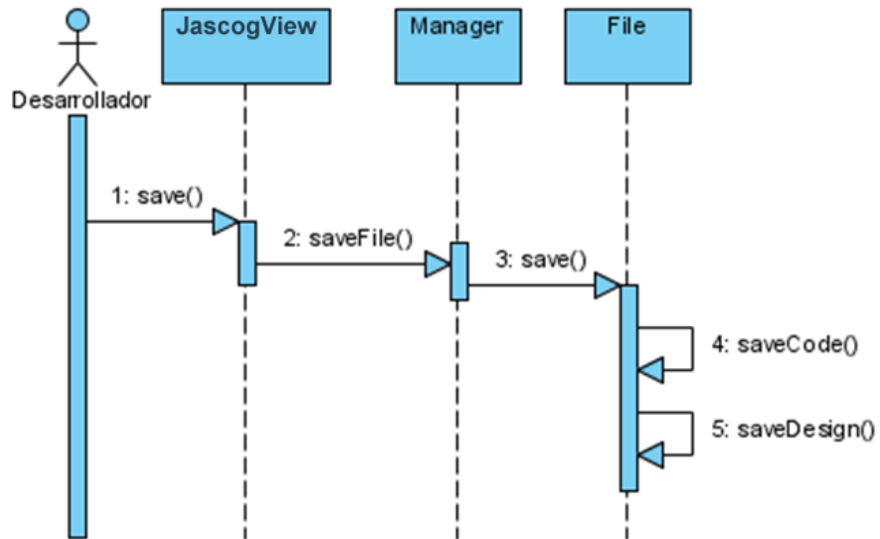 JascogView
Manager
File
Desarrollador
1: save()
2: saveFile()
3: save()
4: saveCode()
5: saveDesign()